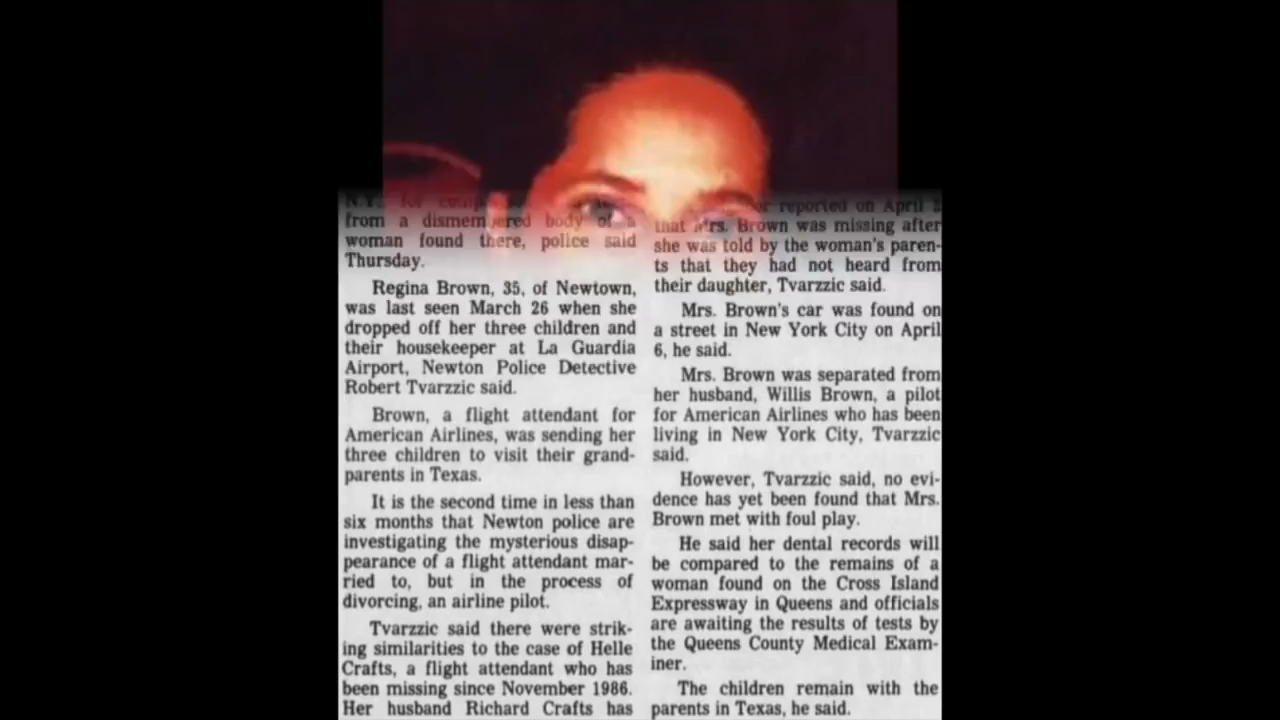 N.Y. for
from a dismembered body of a
woman found there, police said
Thursday.
Regina Brown, 35, of Newtown,
was last seen March 26 when she
dropped off her three children and
their housekeeper at La Guardia
Airport, Newton Police Detective
Robert Tvarzzic said.
Brown, a flight attendant for
American Airlines, was sending her
three children to visit their grand-
parents in Texas.
It is the second time in less than
six months that Newton police are
investigating the mysterious disap-
pearance of a flight attendant mar-
ried to, but in the process of
divorcing, an airline pilot.
Tvarzzic said there were strik-
ing similarities to the case of Helle
Crafts, a flight attendant who has
been missing since November 1986.
Her husband Richard Crafts has
reported on April
that Mrs. Brown was missing after
she was told by the woman's paren-
ts that they had not heard from
their daughter, Tvarzzic said.
Mrs. Brown's car was found on
a street in New York City on April
6, he said.
Mrs. Brown was separated from
her husband, Willis Brown, a pilot
for American Airlines who has been
living in New York City, Tvarzzic
said.
However, Tvarzzic said, no evi-
dence has yet been found that Mrs.
Brown met with foul play.
He said her dental records will
be compared to the remains of a
woman found on the Cross Island
Expressway in Queens and officials
are awaiting the results of tests by
the Queens County Medical Exam-
iner.
The children remain with the
parents in Texas, he said.